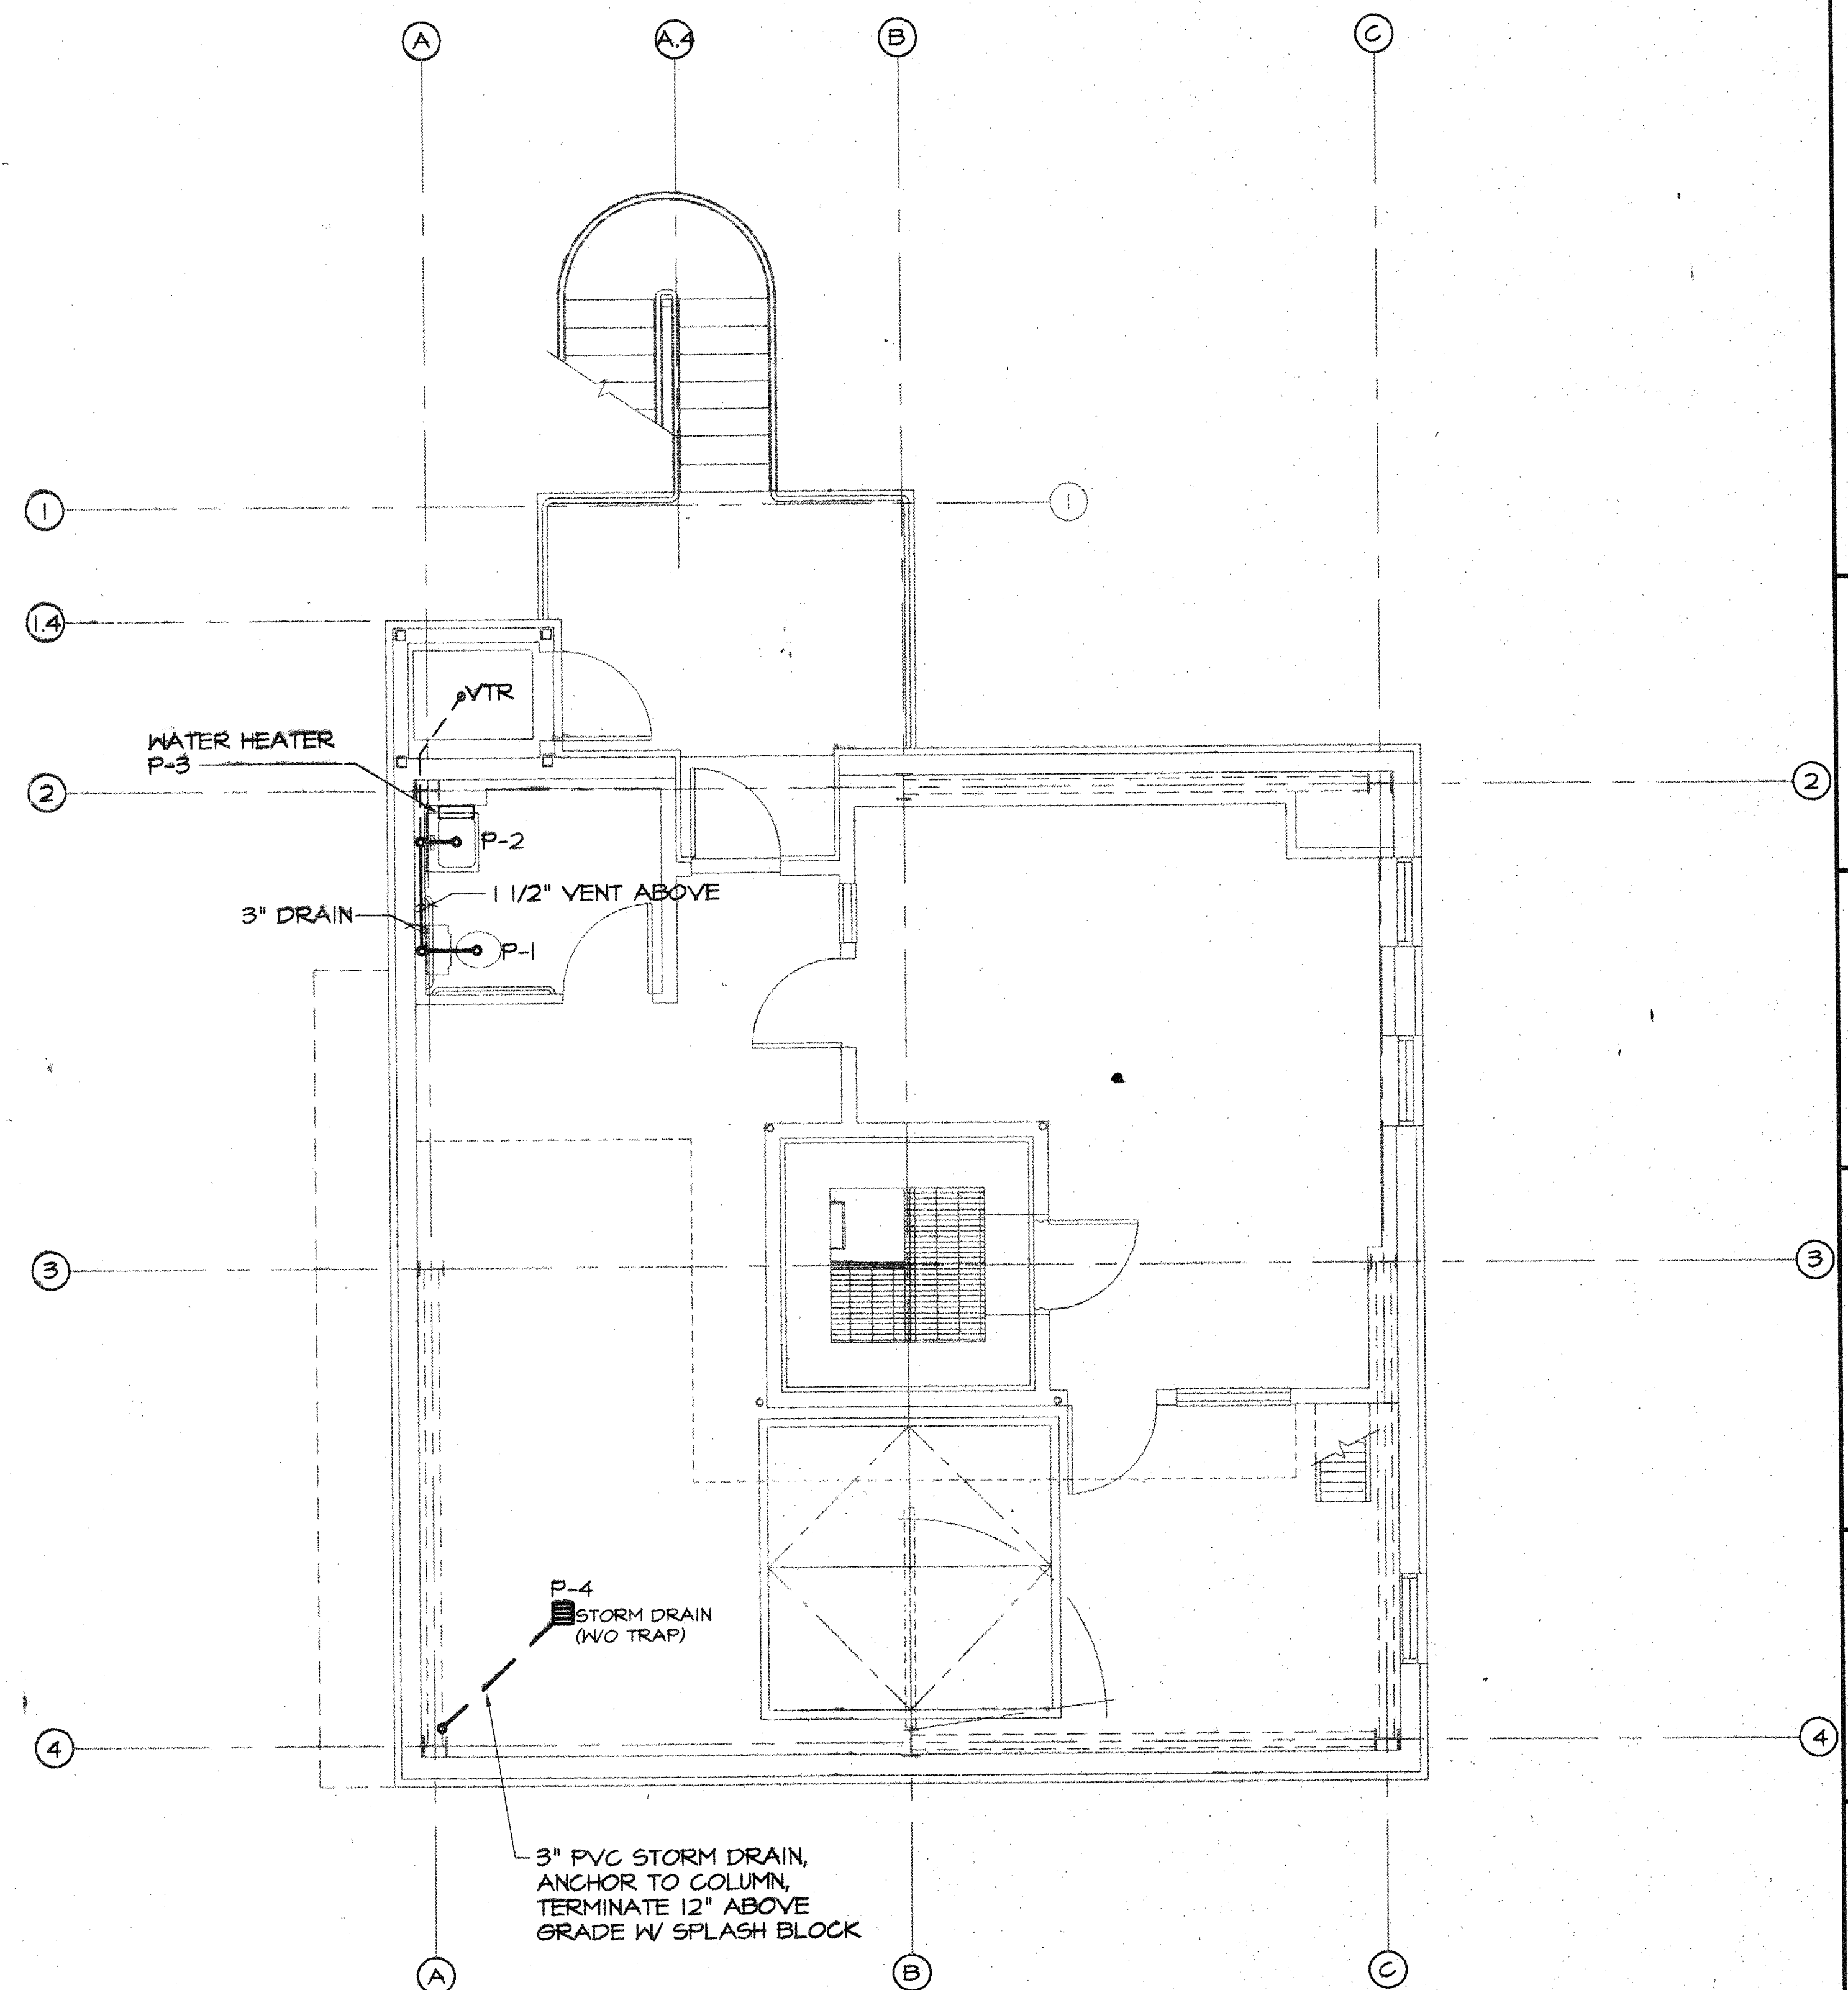 A
A.4
B
C
1
1
1.4
VTR
WATER HEATER
P-3
2
2
P-2
1 1/2" VENT ABOVE
3" DRAIN
P-1
3
3
P-4
STORM DRAIN
(W/O TRAP)
4
4
3" PVC STORM DRAIN,
ANCHOR TO COLUMN,
TERMINATE 12" ABOVE
GRADE W/ SPLASH BLOCK
A
B
C